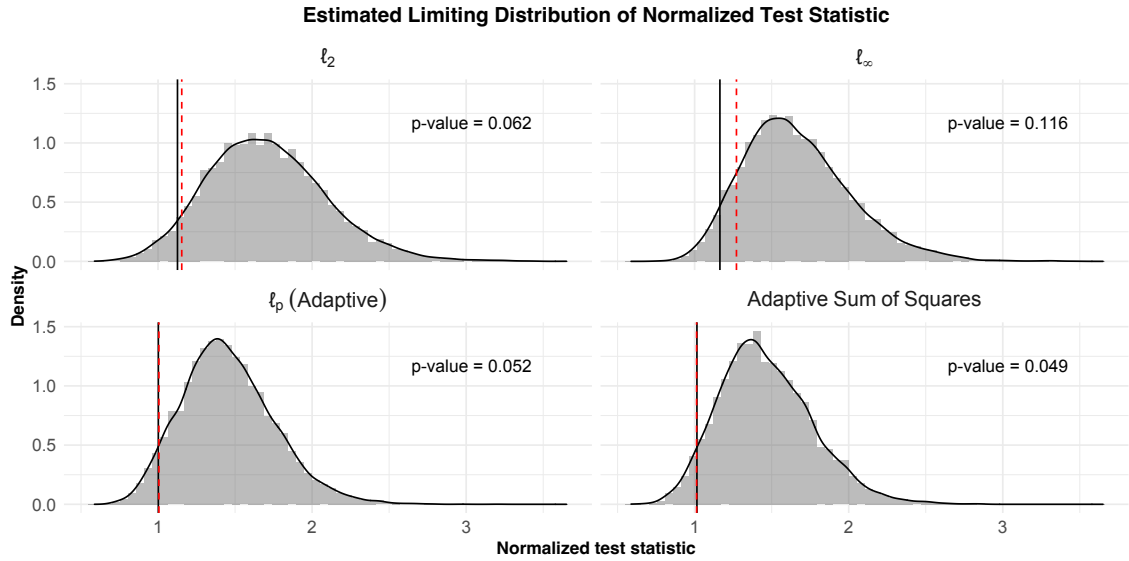 Estimated Limiting Distribution of Normalized Test Statistic
ℓ₂
ℓ∞
1.5
1.0
0.5
0.0
p-value = 0.062
p-value = 0.116
Density
ℓₚ (Adaptive)
Adaptive Sum of Squares
1.5
1.0
0.5
0.0
p-value = 0.052
p-value = 0.049
1
2
3
1
2
3
Normalized test statistic